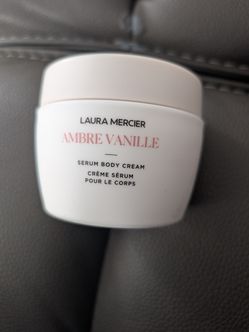 LAURA MERCIER
AMBRE VANILLE
SERUM BODY CREAM
CRÈME SÉRUM
POUR LE CORPS